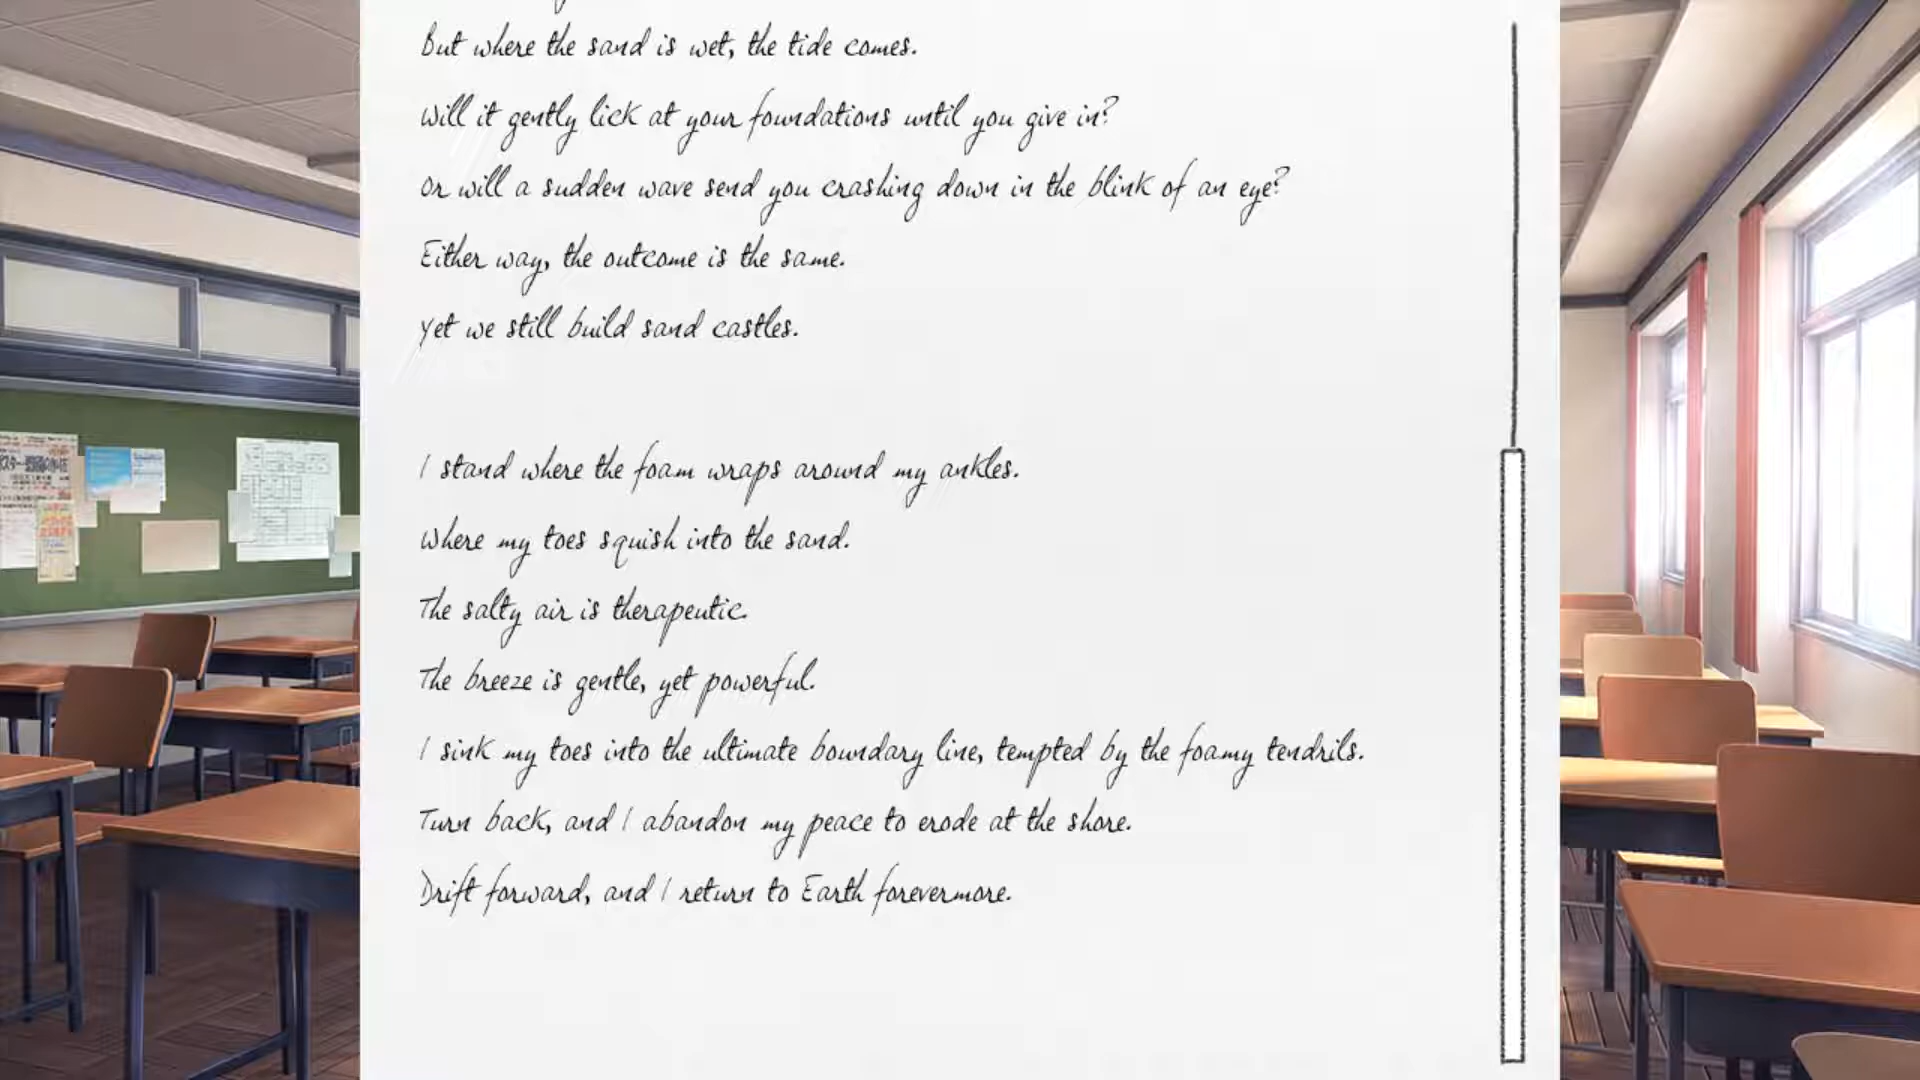 But where the sand is wet, the tide comes.
Will it gently lick at your foundations until you give in?
Or will a sudden wave send you crashing down in the blink of an eye?
Either way, the outcome is the same.
Yet we still build sand castles.
I stand where the foam wraps around my ankles.
Where my toes squish into the sand.
The salty air is therapeutic.
The breeze is gentle, yet powerful.
I sink my toes into the ultimate boundary line, tempted by the foamy tendrils.
Turn back, and I abandon my peace to erode at the shore.
Drift forward, and I return to Earth forevermore.